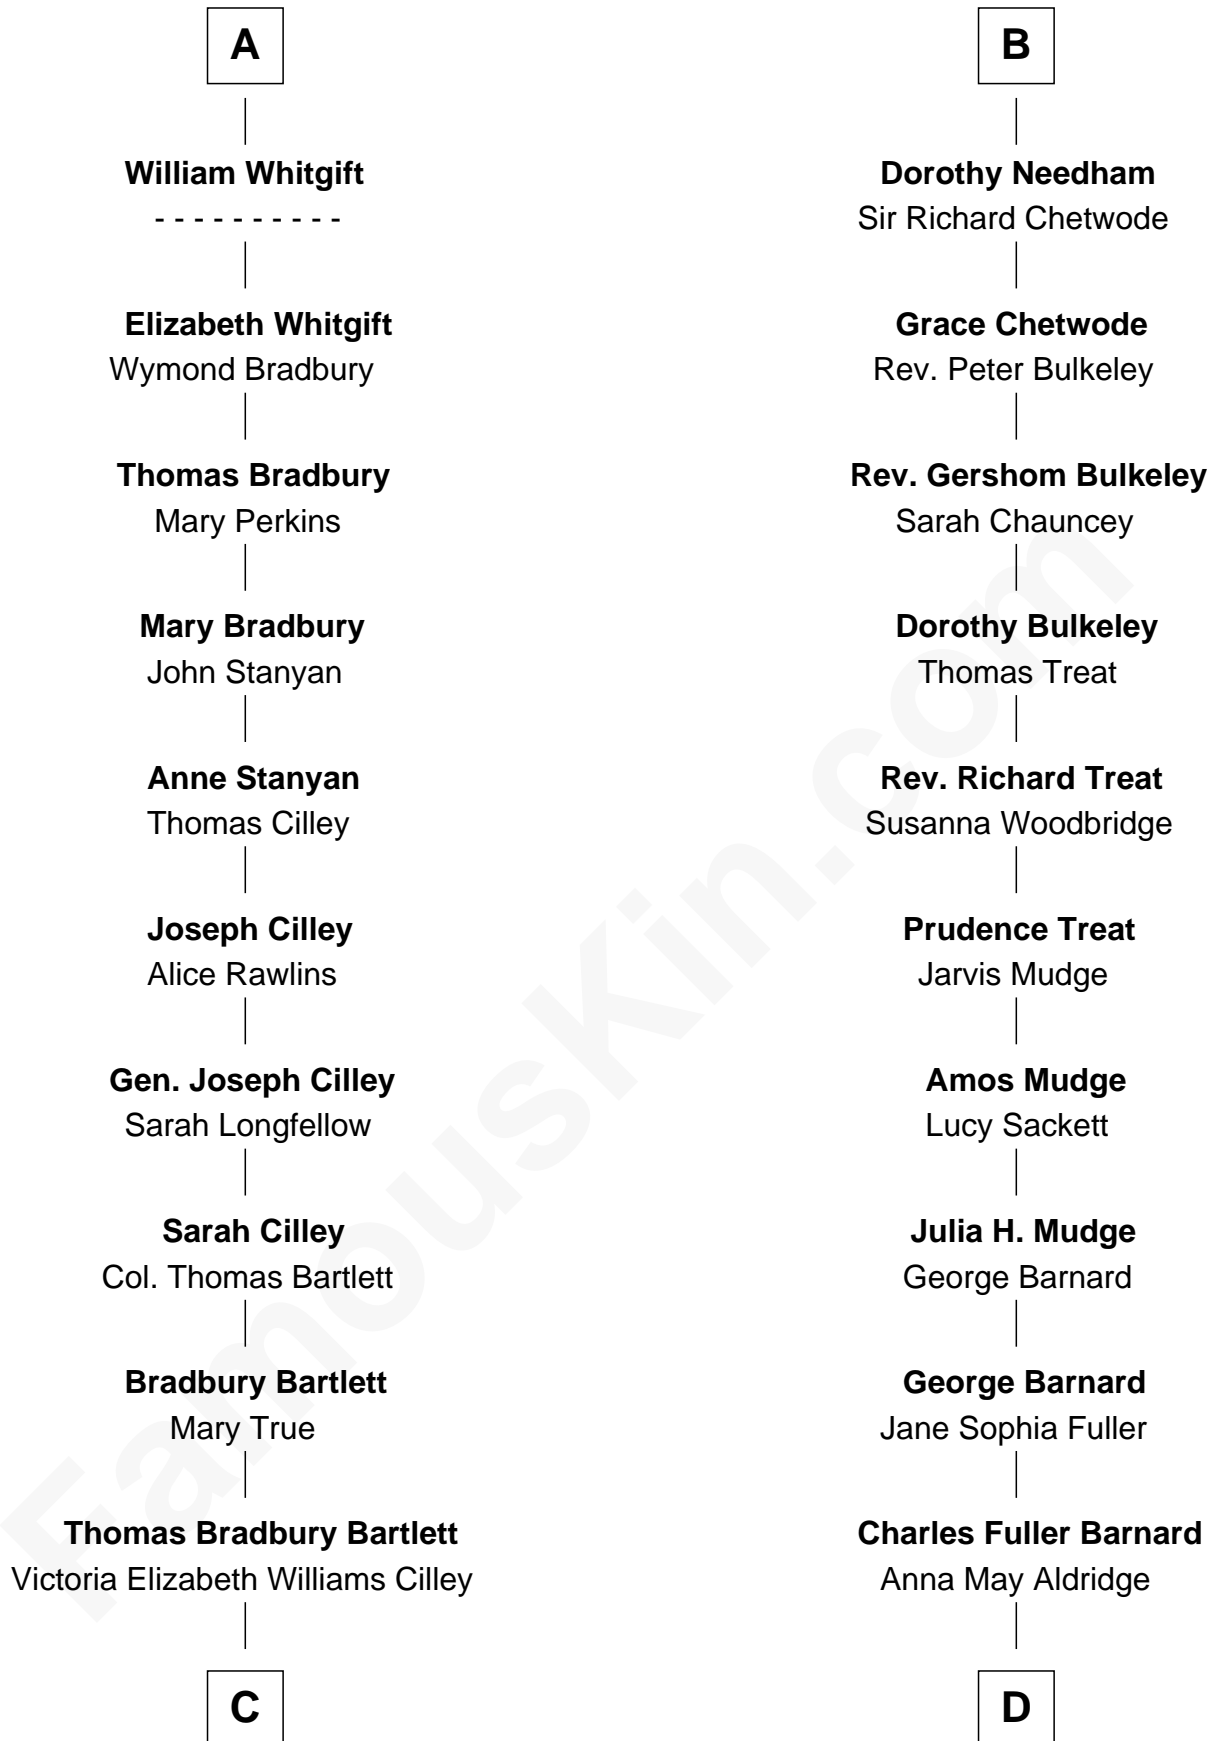 A
William Whitgift
- - - - - - - - - -
Elizabeth Whitgift
Wymond Bradbury
Thomas Bradbury
Mary Perkins
Mary Bradbury
John Stanyan
Anne Stanyan
Thomas Cilley
Joseph Cilley
Alice Rawlins
Gen. Joseph Cilley
Sarah Longfellow
Sarah Cilley
Col. Thomas Bartlett
Bradbury Bartlett
Mary True
Thomas Bradbury Bartlett
Victoria Elizabeth Williams Cilley
C
B
Dorothy Needham
Sir Richard Chetwode
Grace Chetwode
Rev. Peter Bulkeley
Rev. Gershom Bulkeley
Sarah Chauncey
Dorothy Bulkeley
Thomas Treat
Rev. Richard Treat
Susanna Woodbridge
Prudence Treat
Jarvis Mudge
Amos Mudge
Lucy Sackett
Julia H. Mudge
George Barnard
George Barnard
Jane Sophia Fuller
Charles Fuller Barnard
Anna May Aldridge
D
FamousKin.com